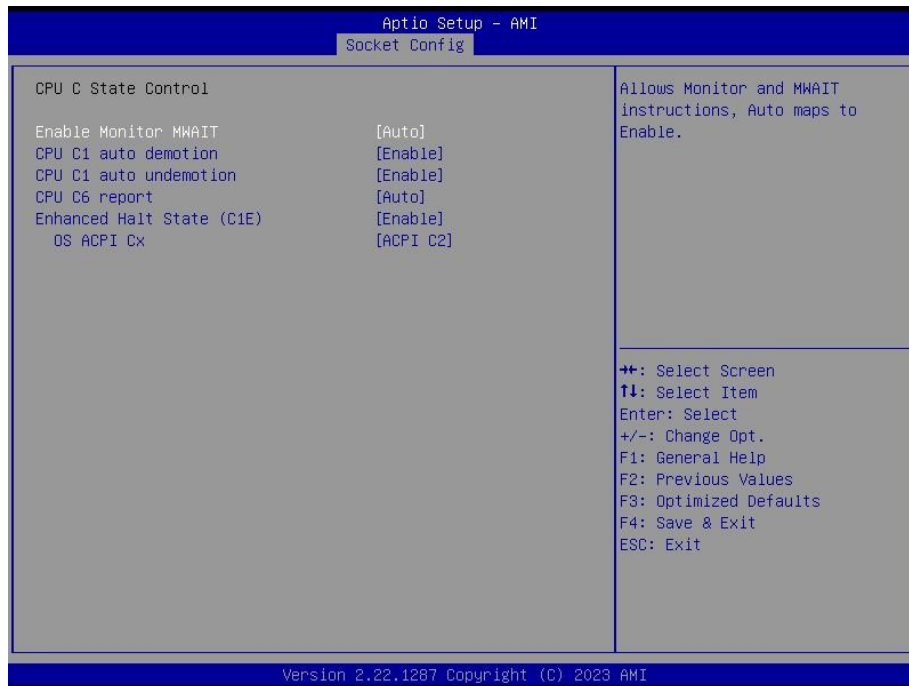 Aptio Setup – AMI
Socket Config
CPU C State Control
Enable Monitor MWAIT [Auto]
CPU C1 auto demotion [Enable]
CPU C1 auto undemotion [Enable]
CPU C6 report [Auto]
Enhanced Halt State (C1E) [Enable]
OS ACPI Cx [ACPI C2]
Allows Monitor and MWAIT
instructions, Auto maps to
Enable.
→←: Select Screen
↑↓: Select Item
Enter: Select
+/-: Change Opt.
F1: General Help
F2: Previous Values
F3: Optimized Defaults
F4: Save & Exit
ESC: Exit
Version 2.22.1287 Copyright (C) 2023 AMI